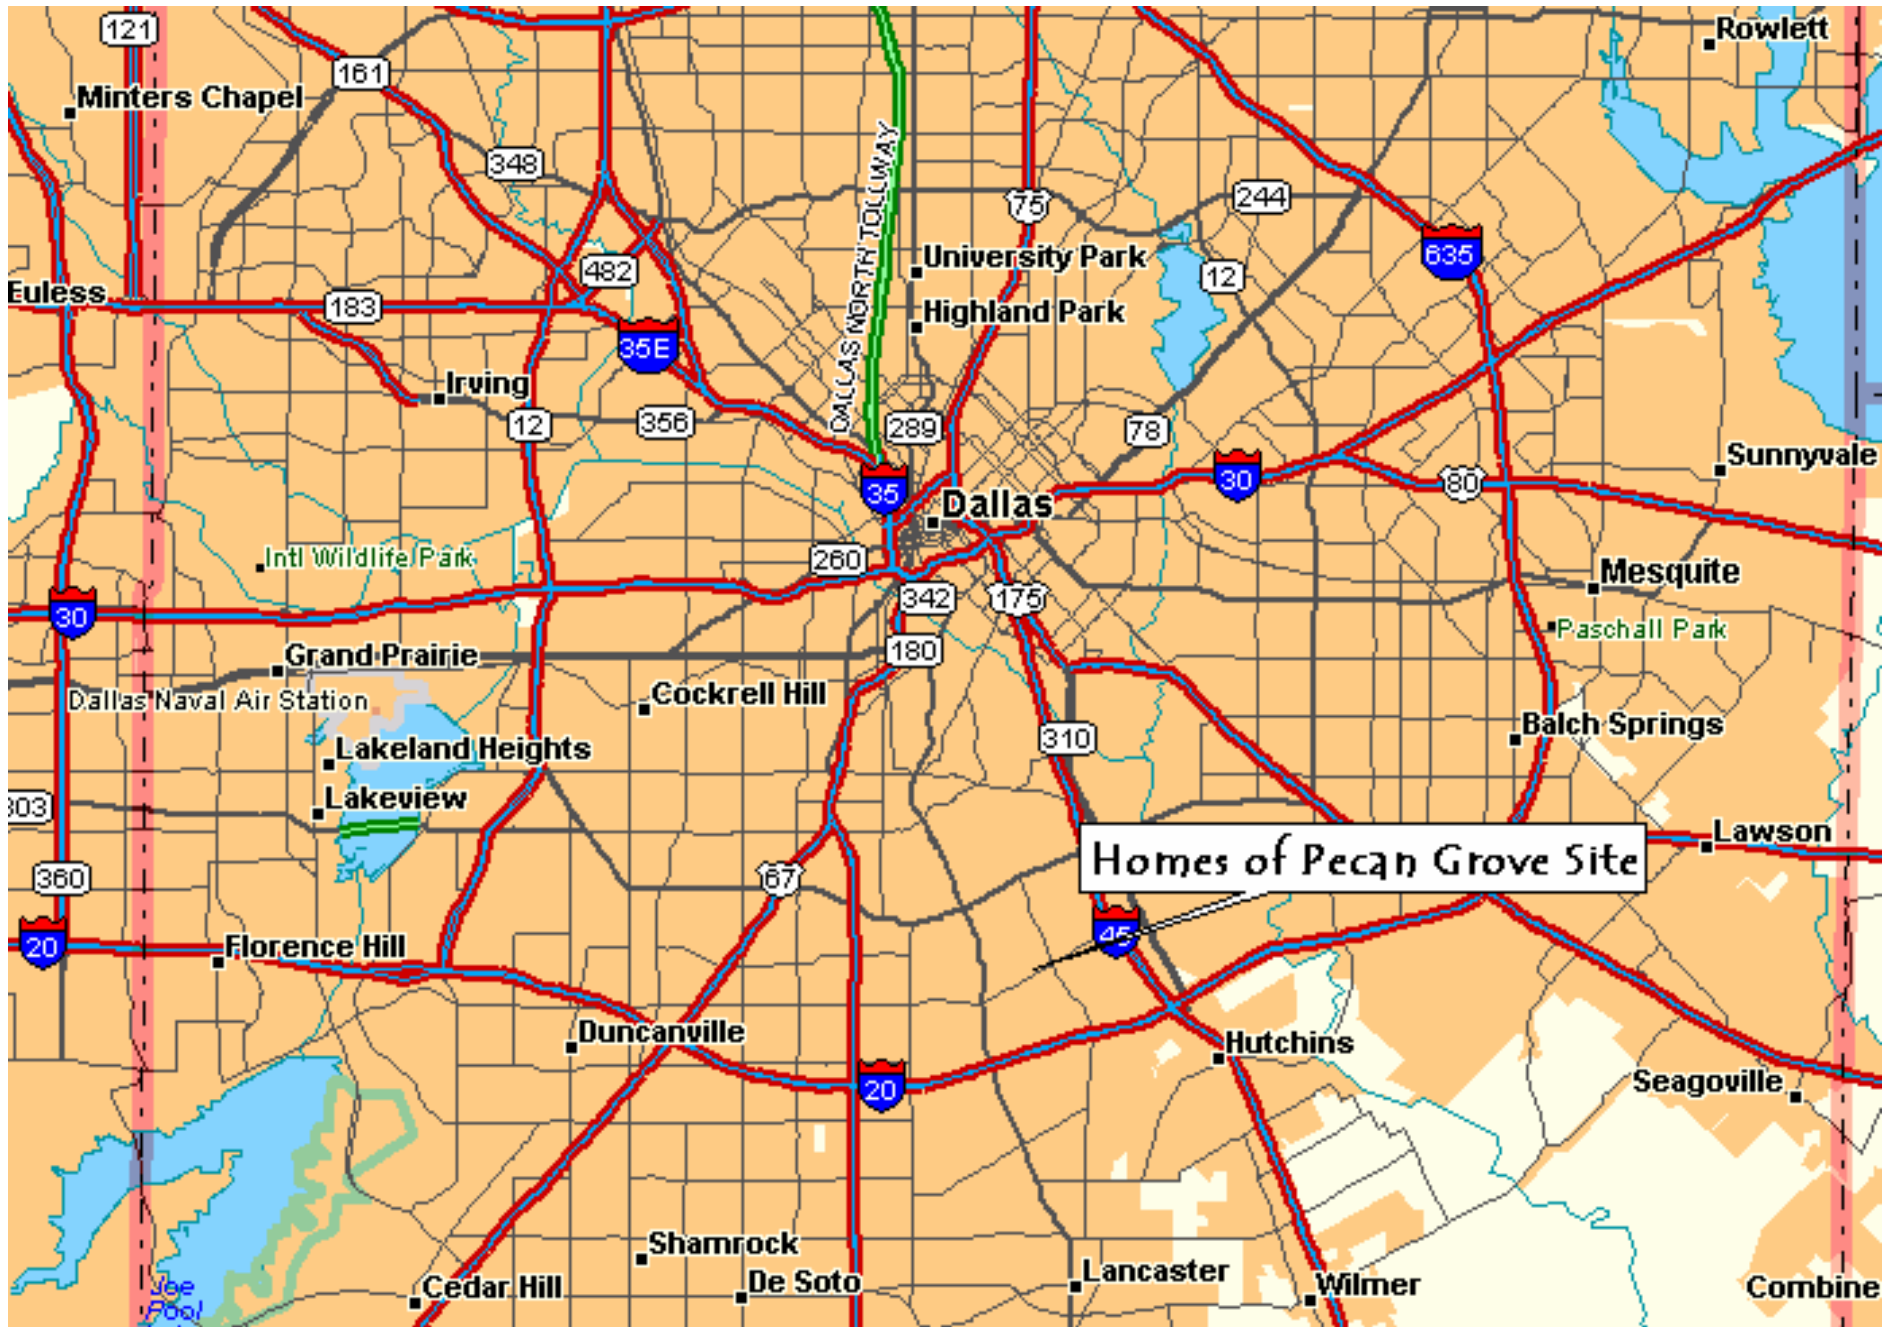 121
Rowlett
161
Minters Chapel
348
244
75
DALLAS NORTH TOLLWAY
University Park
635
482
12
Euless
183
Highland Park
35E
Irving
12
356
289
78
Sunnyvale
30
80
35
Dallas
Intl Wildlife Park
260
Mesquite
30
342
175
Paschall Park
180
Grand Prairie
Dallas Naval Air Station
Cockrell Hill
310
Balch Springs
Lakeland Heights
303
Lakeview
Lawson
Homes of Pecan Grove Site
360
67
45
20
Florence Hill
Duncanville
Hutchins
20
Seagoville
Shamrock
Cedar Hill
De Soto
Lancaster
Wilmer
Combine
Joe
Pool